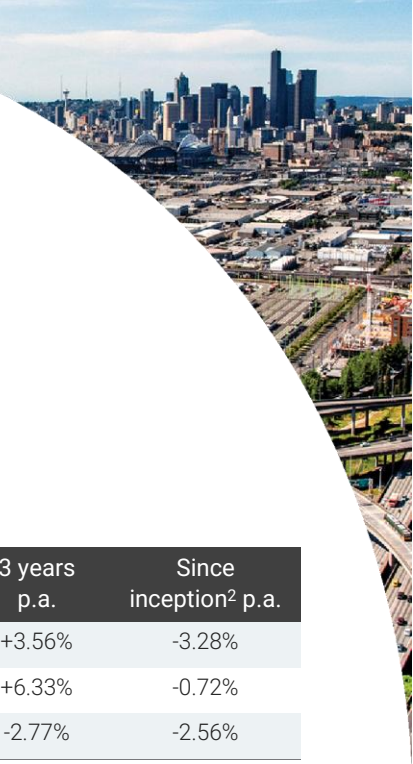 3 years Since
p.a. inception² p.a.
+3.56% -3.28%
+6.33% -0.72%
-2.77% -2.56%